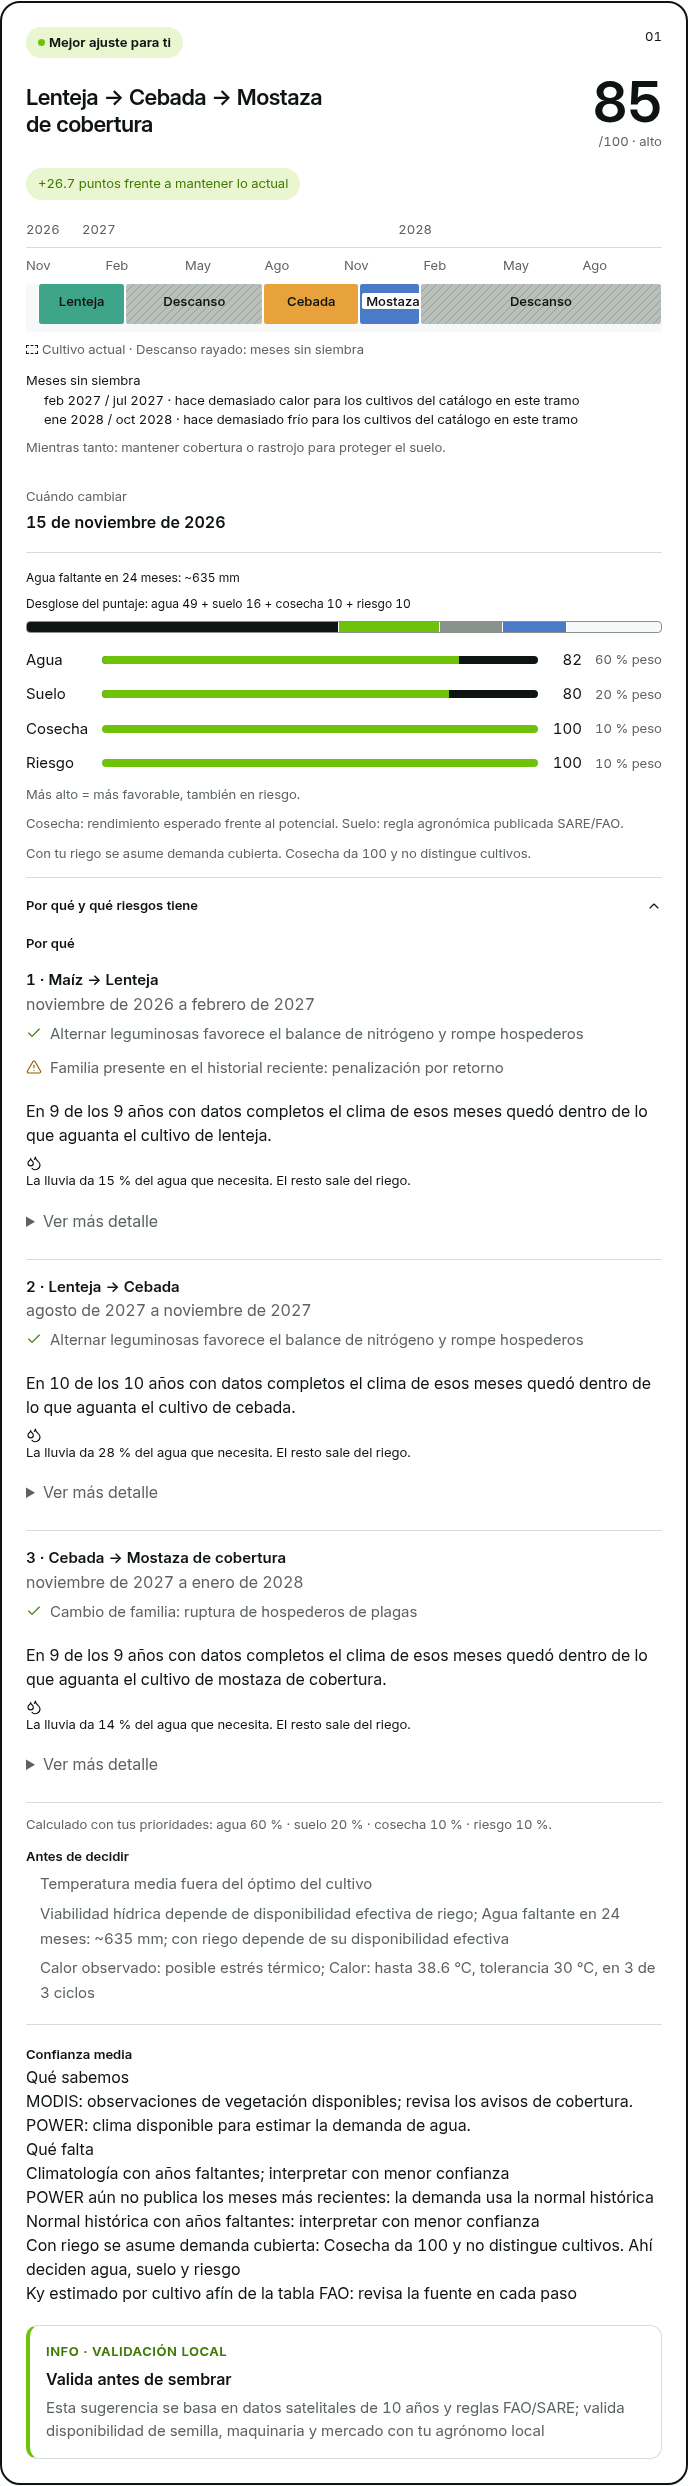 Mejor ajuste para ti
01
Lenteja → Cebada → Mostaza
de cobertura
85
/100 · alto
+26.7 puntos frente a mantener lo actual
2026 2027 2028
Nov Feb May Ago Nov Feb May Ago
Lenteja Descanso Cebada Mostaza Descanso
Cultivo actual · Descanso rayado: meses sin siembra
Meses sin siembra
feb 2027 / jul 2027 · hace demasiado calor para los cultivos del catálogo en este tramo
ene 2028 / oct 2028 · hace demasiado frío para los cultivos del catálogo en este tramo
Mientras tanto: mantener cobertura o rastrojo para proteger el suelo.
Cuándo cambiar
15 de noviembre de 2026
Agua faltante en 24 meses: ~635 mm
Desglose del puntaje: agua 49 + suelo 16 + cosecha 10 + riesgo 10
Agua 82 60 % peso
Suelo 80 20 % peso
Cosecha 100 10 % peso
Riesgo 100 10 % peso
Más alto = más favorable, también en riesgo.
Cosecha: rendimiento esperado frente al potencial. Suelo: regla agronómica publicada SARE/FAO.
Con tu riego se asume demanda cubierta. Cosecha da 100 y no distingue cultivos.
Por qué y qué riesgos tiene
Por qué
1 · Maíz → Lenteja
noviembre de 2026 a febrero de 2027
Alternar leguminosas favorece el balance de nitrógeno y rompe hospederos
Familia presente en el historial reciente: penalización por retorno
En 9 de los 9 años con datos completos el clima de esos meses quedó dentro de lo
que aguanta el cultivo de lenteja.
La lluvia da 15 % del agua que necesita. El resto sale del riego.
Ver más detalle
2 · Lenteja → Cebada
agosto de 2027 a noviembre de 2027
Alternar leguminosas favorece el balance de nitrógeno y rompe hospederos
En 10 de los 10 años con datos completos el clima de esos meses quedó dentro de
lo que aguanta el cultivo de cebada.
La lluvia da 28 % del agua que necesita. El resto sale del riego.
Ver más detalle
3 · Cebada → Mostaza de cobertura
noviembre de 2027 a enero de 2028
Cambio de familia: ruptura de hospederos de plagas
En 9 de los 9 años con datos completos el clima de esos meses quedó dentro de lo
que aguanta el cultivo de mostaza de cobertura.
La lluvia da 14 % del agua que necesita. El resto sale del riego.
Ver más detalle
Calculado con tus prioridades: agua 60 % · suelo 20 % · cosecha 10 % · riesgo 10 %.
Antes de decidir
Temperatura media fuera del óptimo del cultivo
Viabilidad hídrica depende de disponibilidad efectiva de riego; Agua faltante en 24
meses: ~635 mm; con riego depende de su disponibilidad efectiva
Calor observado: posible estrés térmico; Calor: hasta 38.6 °C, tolerancia 30 °C, en 3 de
3 ciclos
Confianza media
Qué sabemos
MODIS: observaciones de vegetación disponibles; revisa los avisos de cobertura.
POWER: clima disponible para estimar la demanda de agua.
Qué falta
Climatología con años faltantes; interpretar con menor confianza
POWER aún no publica los meses más recientes: la demanda usa la normal histórica
Normal histórica con años faltantes: interpretar con menor confianza
Con riego se asume demanda cubierta: Cosecha da 100 y no distingue cultivos. Ahí
deciden agua, suelo y riesgo
Ky estimado por cultivo afín de la tabla FAO: revisa la fuente en cada paso
INFO · VALIDACIÓN LOCAL
Valida antes de sembrar
Esta sugerencia se basa en datos satelitales de 10 años y reglas FAO/SARE; valida
disponibilidad de semilla, maquinaria y mercado con tu agrónomo local